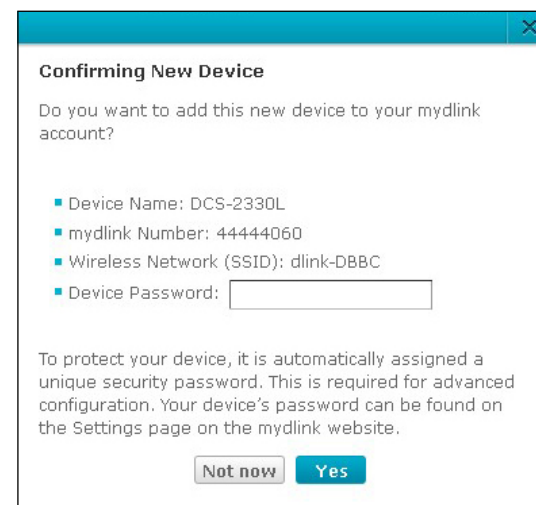 Confirming New Device
Do you want to add this new device to your mydlink
account?
Device Name: DCS-2330L
mydlink Number: 44444060
Wireless Network (SSID): dlink-DBBC
Device Password:
To protect your device, it is automatically assigned a
unique security password. This is required for advanced
configuration. Your device's password can be found on
the Settings page on the mydlink website.
Not now Yes